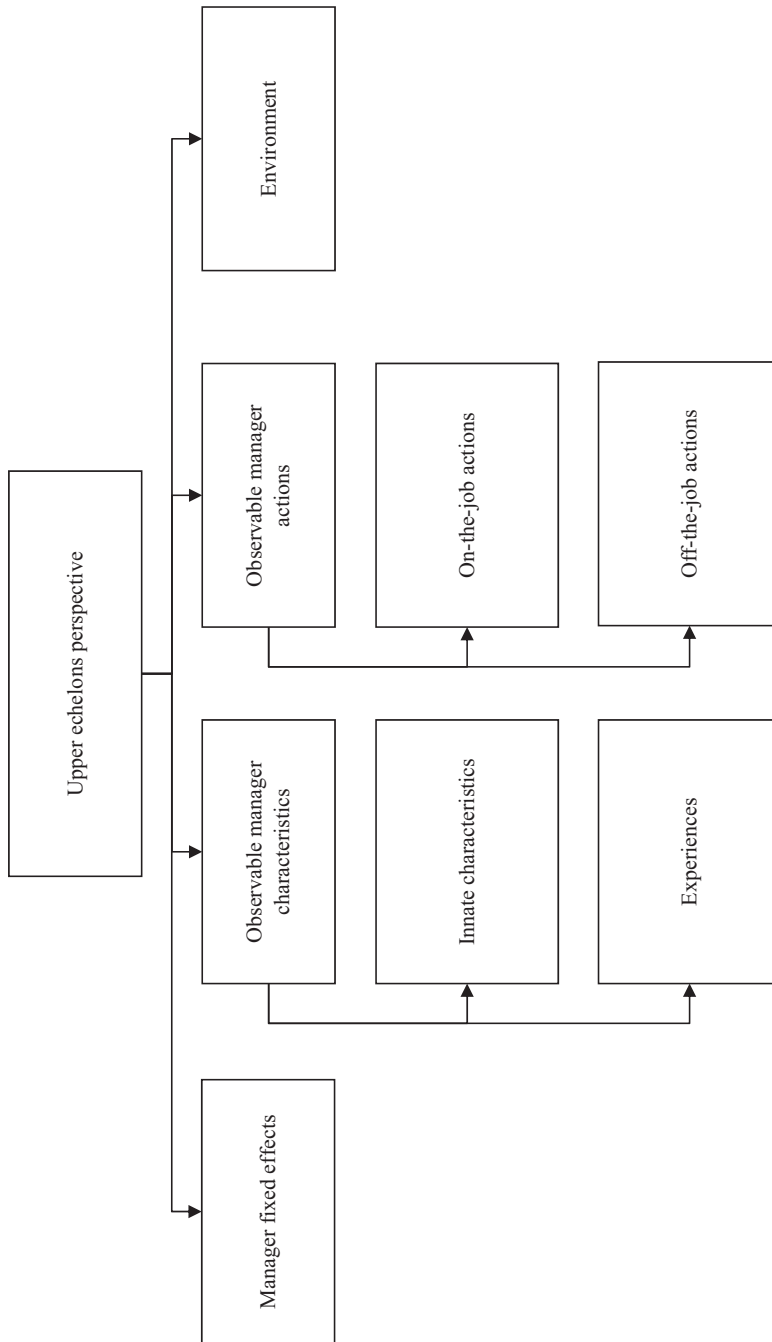 Upper echelons perspective
Manager fixed effects
Observable manager
characteristics
Observable manager
actions
Environment
Innate characteristics
On-the-job actions
Experiences
Off-the-job actions